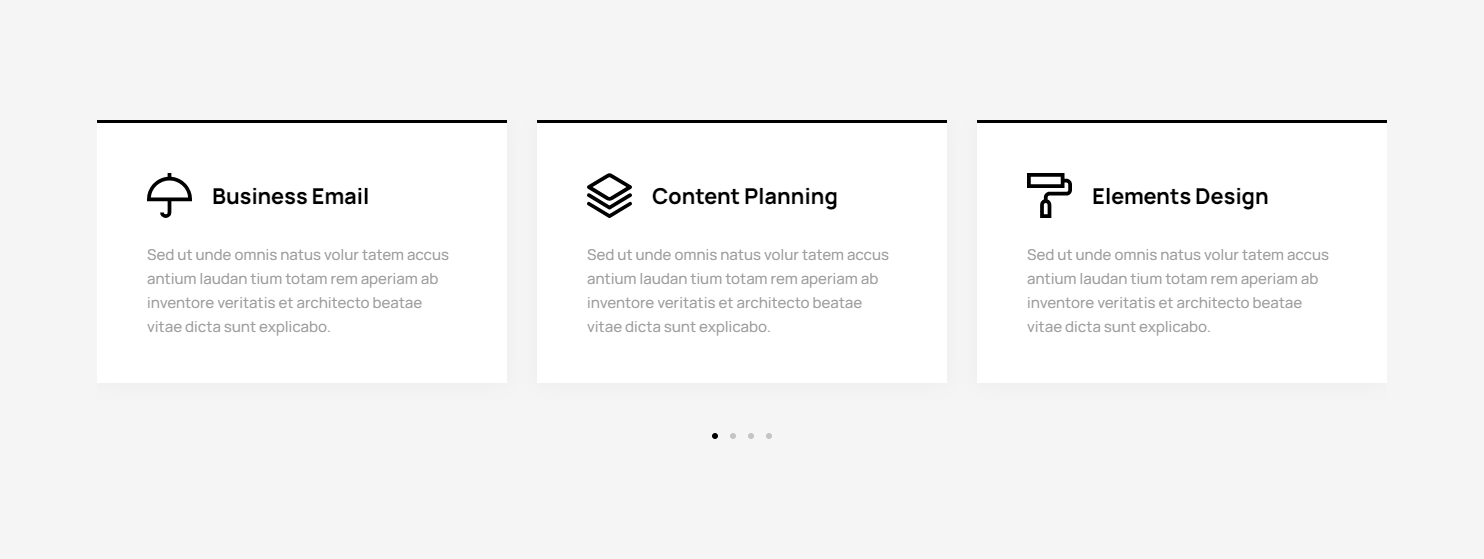 Business Email
Sed ut unde omnis natus volur tatem accus
antium laudan tium totam rem aperiam ab
inventore veritatis et architecto beatae
vitae dicta sunt explicabo.
Content Planning
Sed ut unde omnis natus volur tatem accus
antium laudan tium totam rem aperiam ab
inventore veritatis et architecto beatae
vitae dicta sunt explicabo.
Elements Design
Sed ut unde omnis natus volur tatem accus
antium laudan tium totam rem aperiam ab
inventore veritatis et architecto beatae
vitae dicta sunt explicabo.